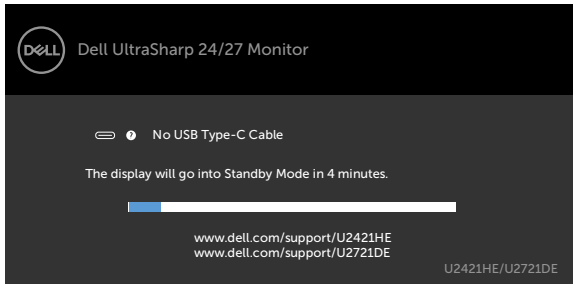 DELL
Dell UltraSharp 24/27 Monitor
? No USB Type-C Cable
The display will go into Standby Mode in 4 minutes.
www.dell.com/support/U2421HE
www.dell.com/support/U2721DE
U2421HE/U2721DE